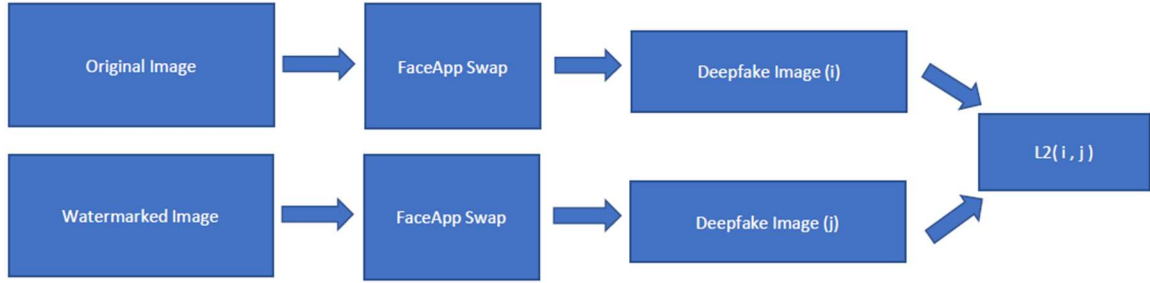 Original Image
FaceApp Swap
Deepfake Image (i)
L2( i , j )
Watermarked Image
FaceApp Swap
Deepfake Image (j)